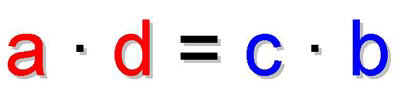 a · d = c · b